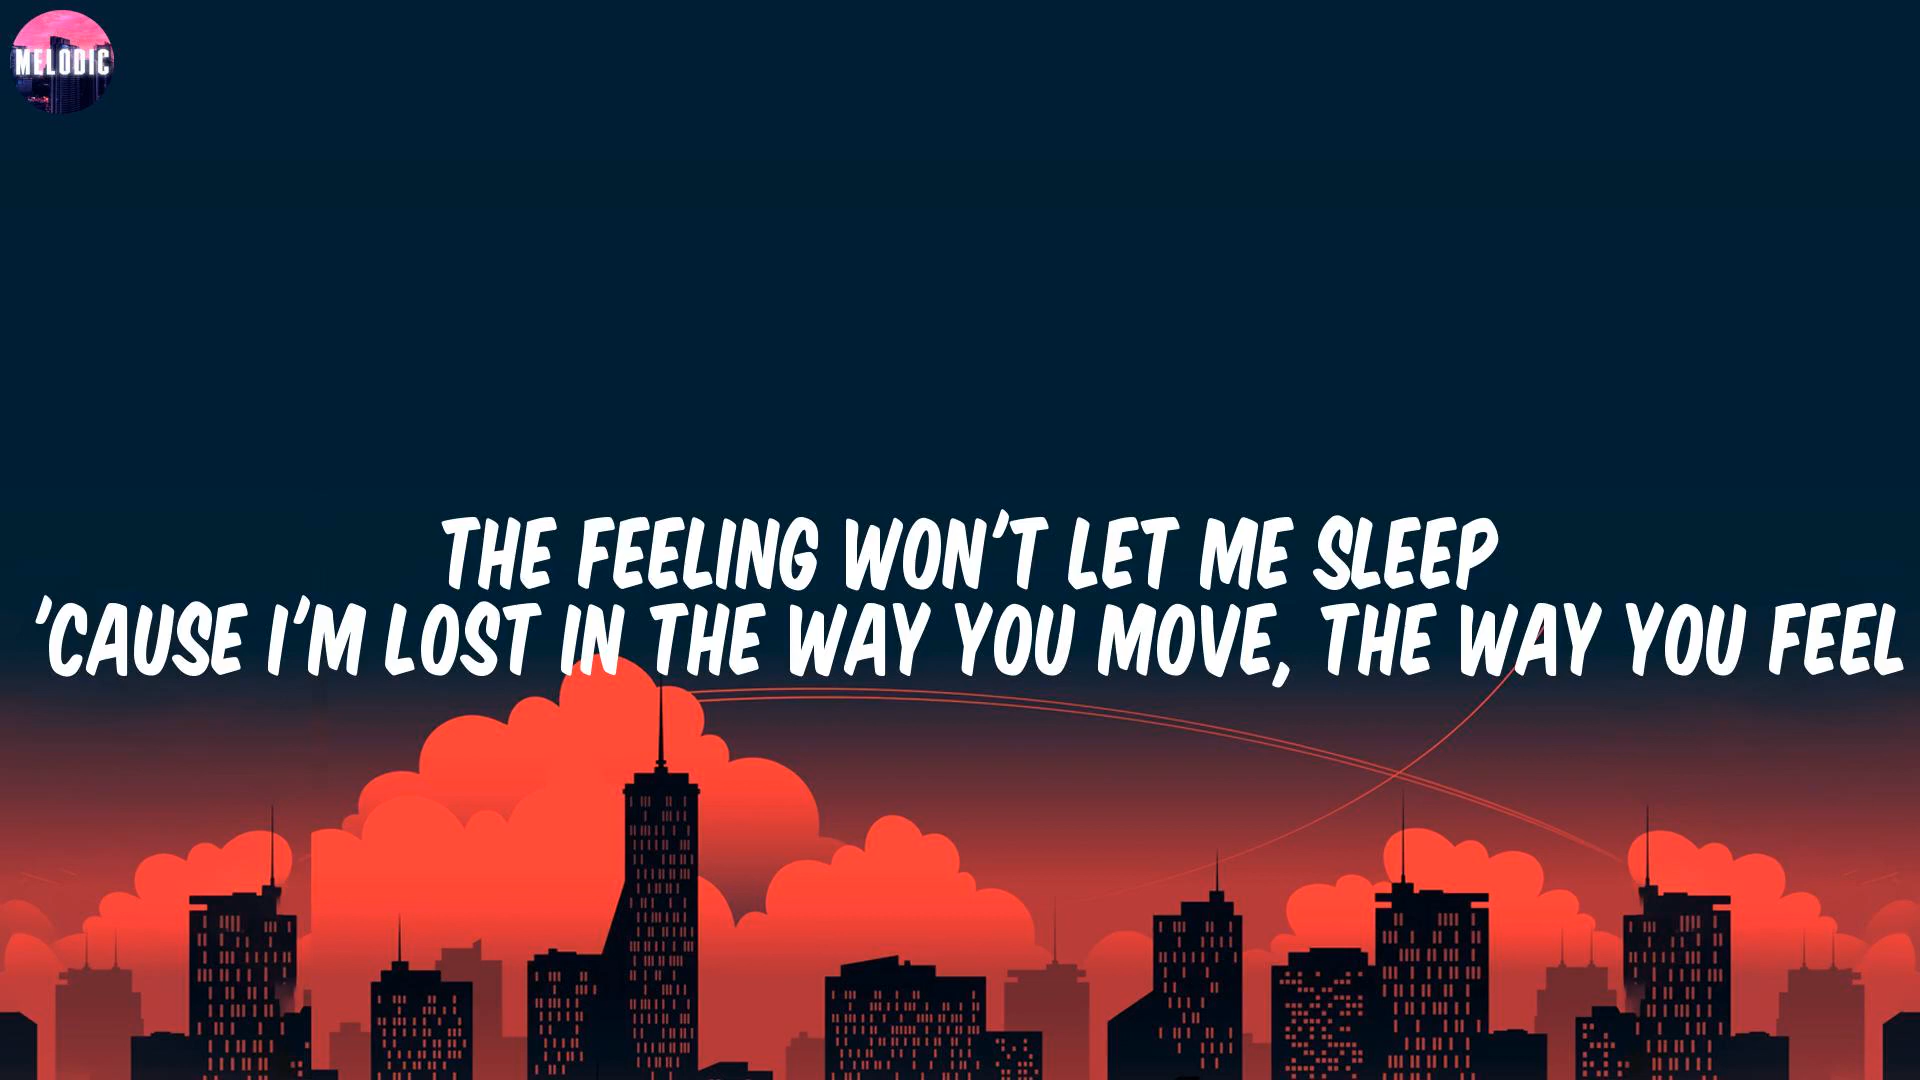 MELODIC
THE FEELING WON'T LET ME SLEEP
'CAUSE I'M LOST IN THE WAY YOU MOVE, THE WAY YOU FEEL